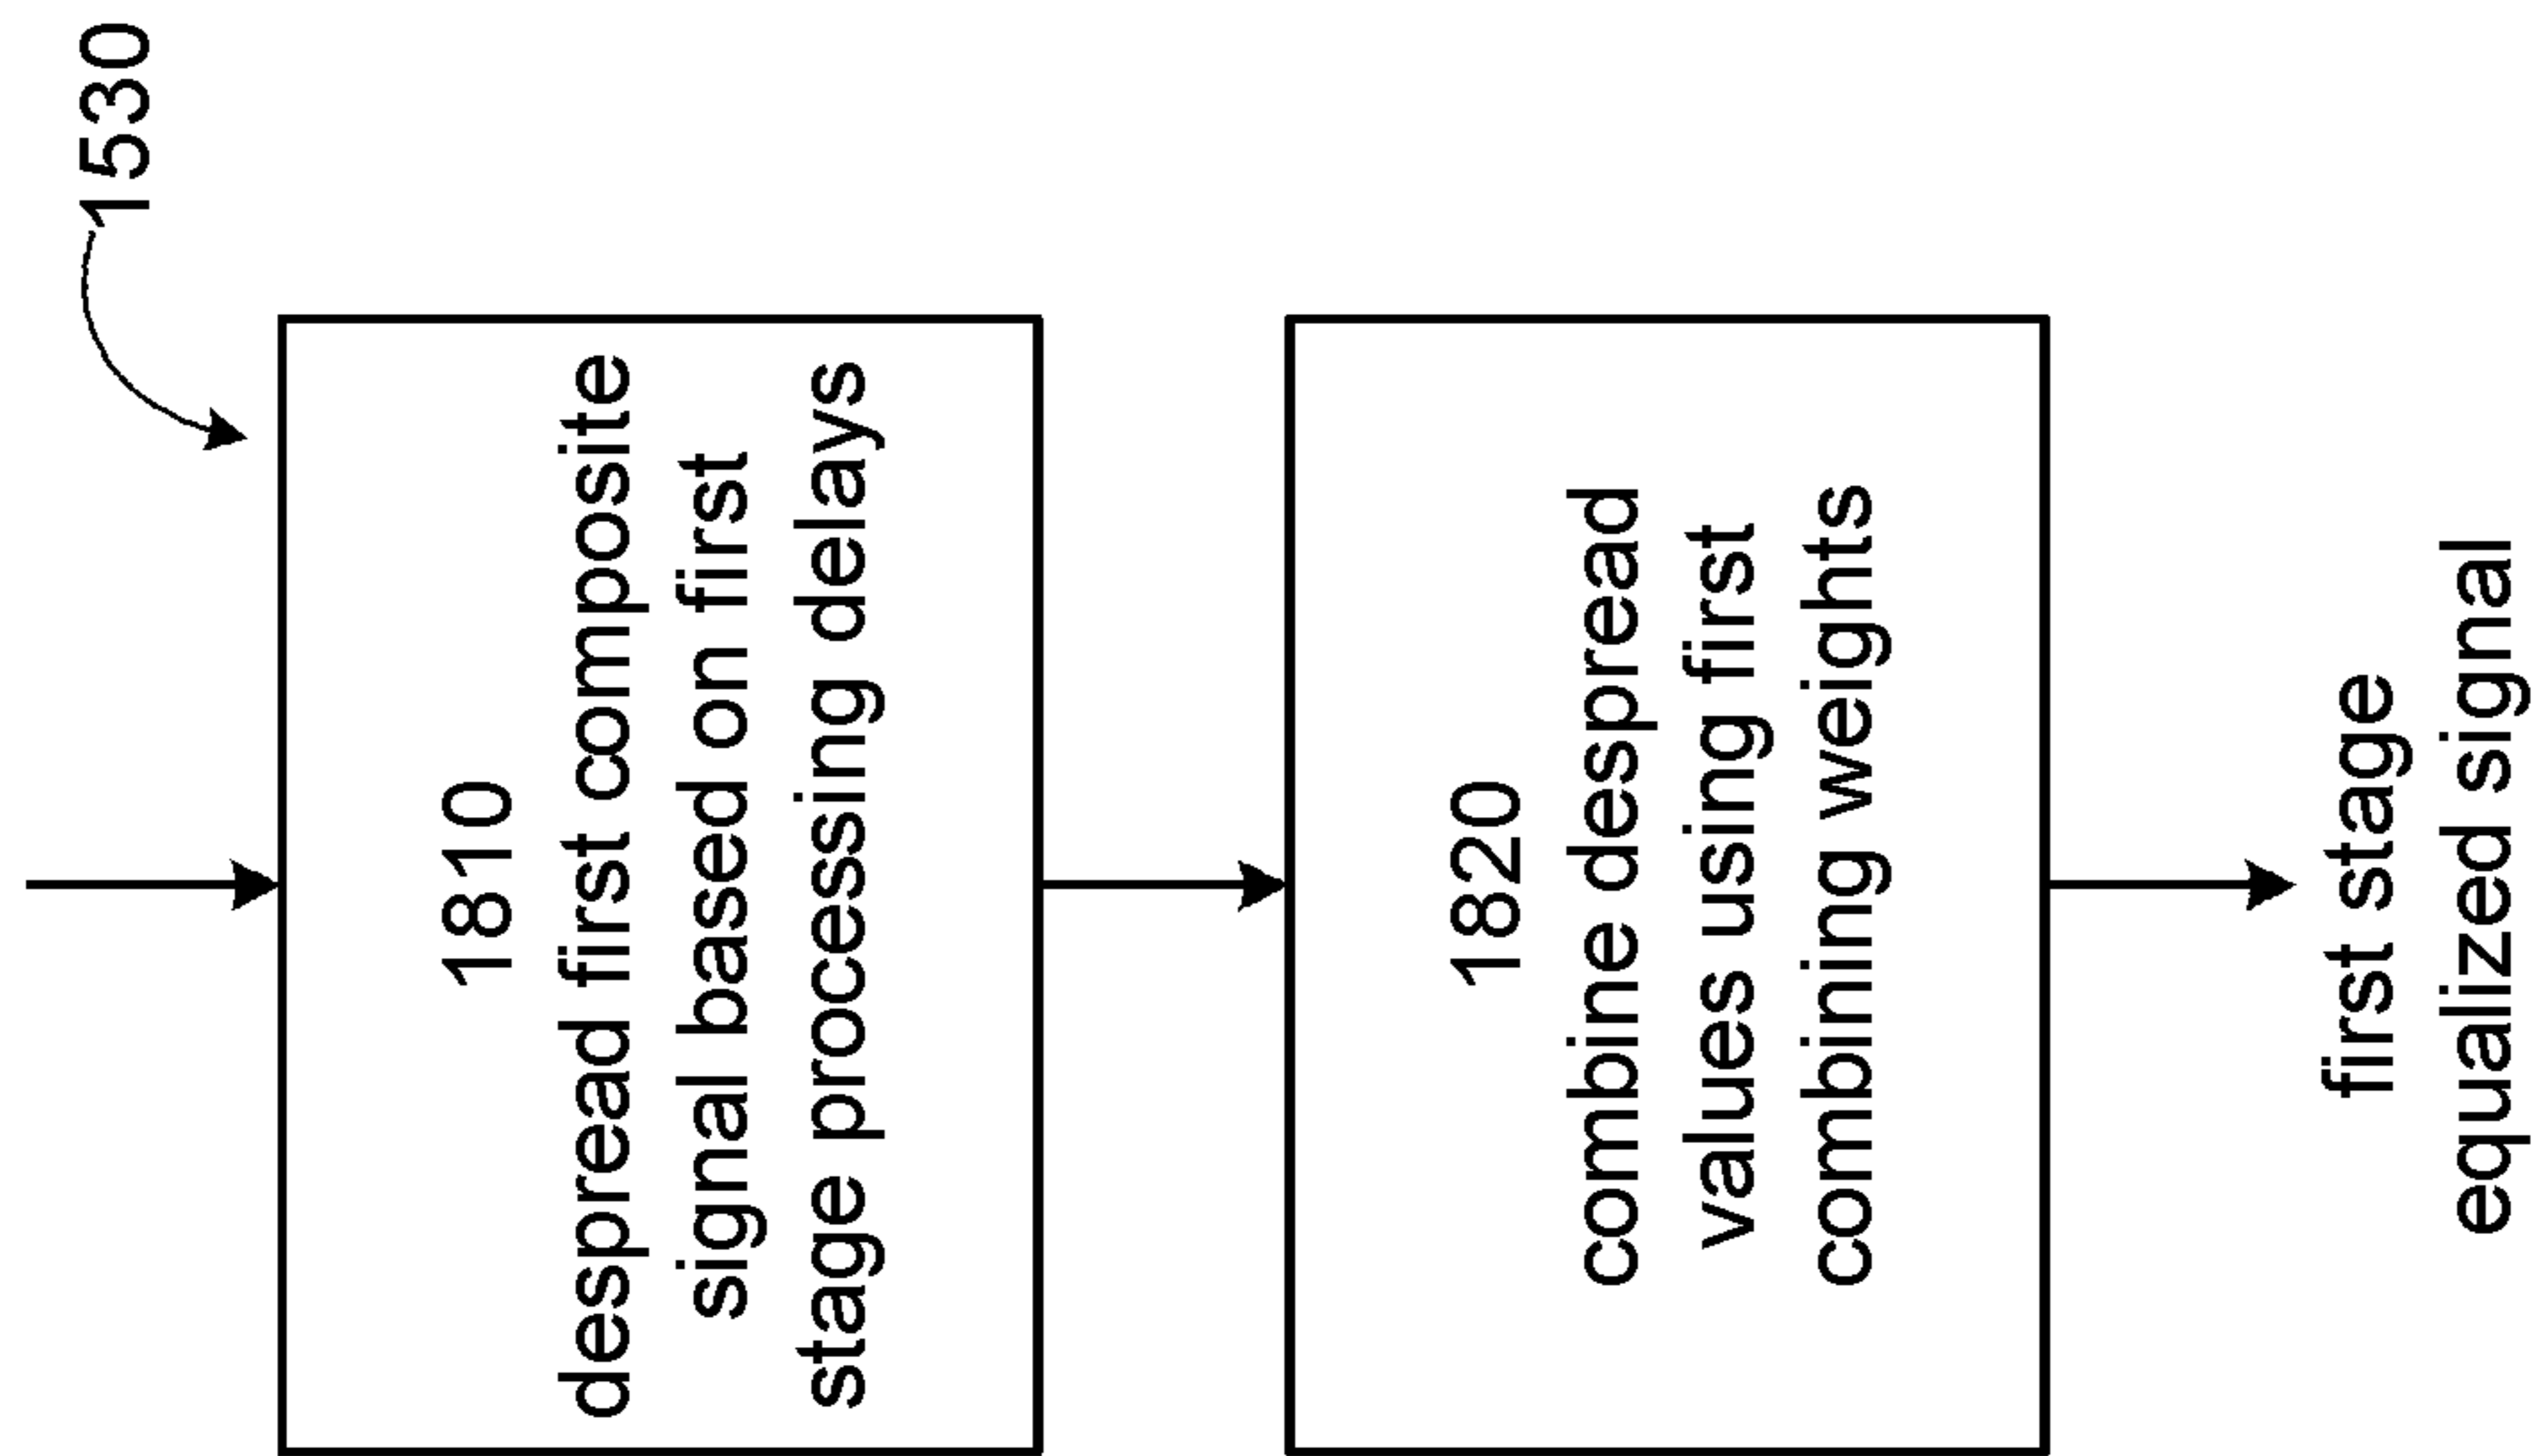 1530
1810
despread first composite
signal based on first
stage processing delays
1820
combine despread
values using first
combining weights
first stage
equalized signal